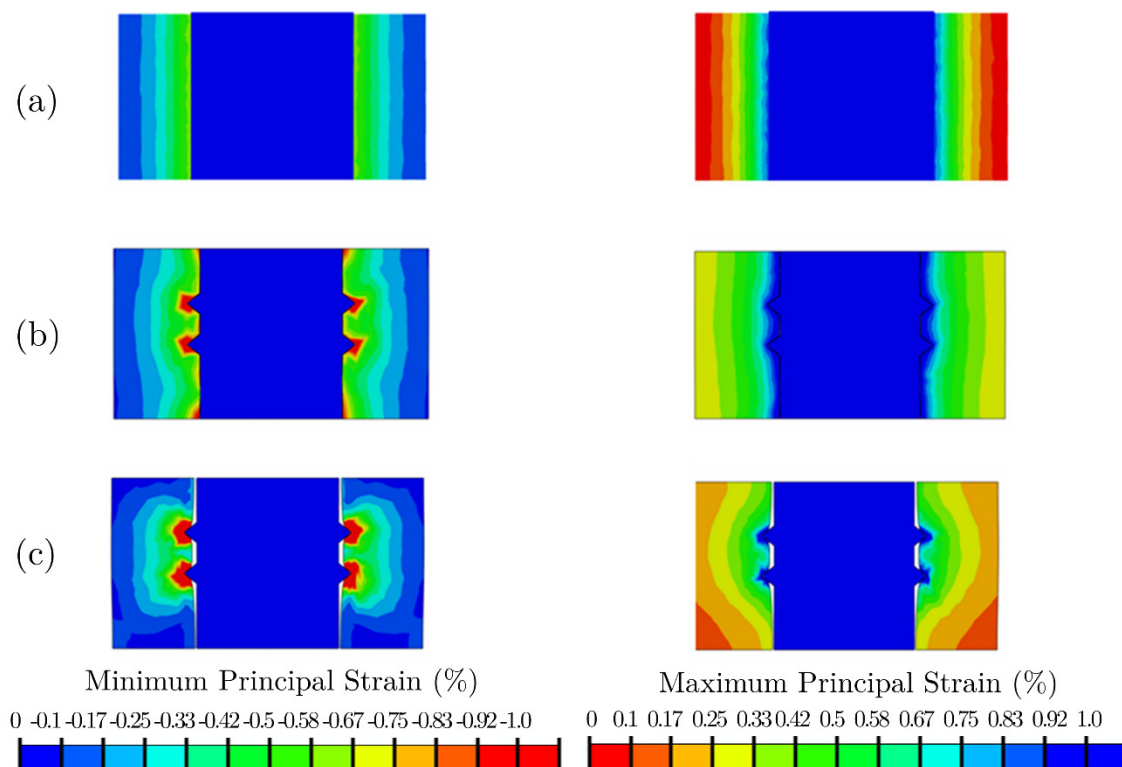 (a)
(b)
(c)
Minimum Principal Strain (%)
0 -0.1 -0.17 -0.25 -0.33 -0.42 -0.5 -0.58 -0.67 -0.75 -0.83 -0.92 -1.0
Maximum Principal Strain (%)
0 0.1 0.17 0.25 0.33 0.42 0.5 0.58 0.67 0.75 0.83 0.92 1.0